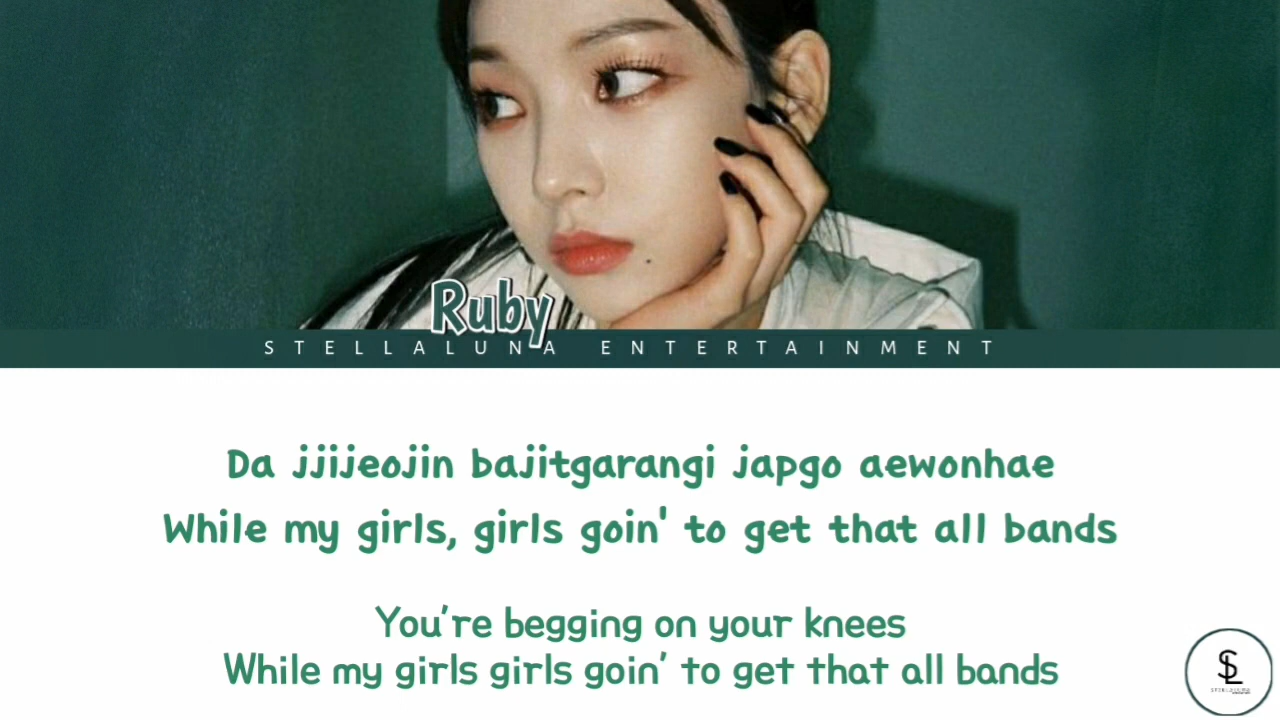 Ruby
STELLALUNA ENTERTAINMENT
Da jjijeojin bajitgarangi japgo aewonhae
While my girls, girls goin' to get that all bands
You're begging on your knees
While my girls girls goin' to get that all bands
SL